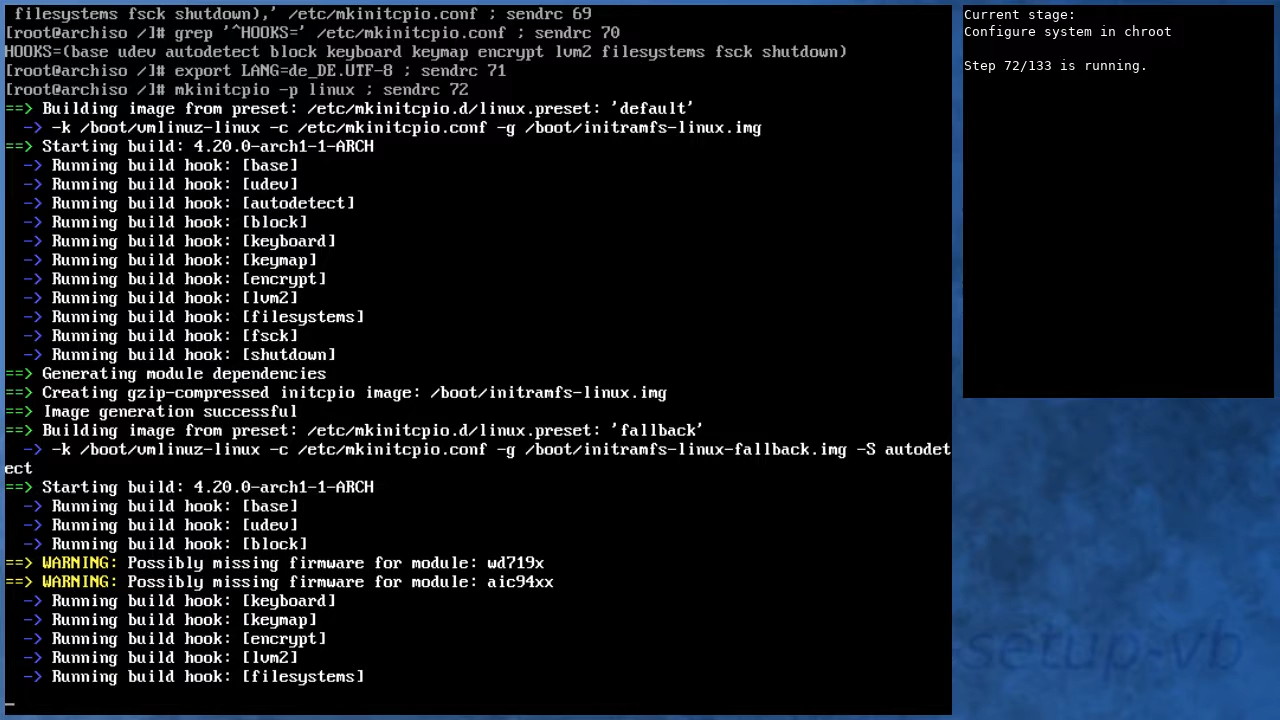 filesystems fsck shutdown),' /etc/mkinitcpio.conf ; sendrc 69
[root@archiso /]# grep '^HOOKS=' /etc/mkinitcpio.conf ; sendrc 70
HOOKS=(base udev autodetect block keyboard keymap encrypt lvm2 filesystems fsck shutdown)
[root@archiso /]# export LANG=de_DE.UTF-8 ; sendrc 71
[root@archiso /]# mkinitcpio -p linux ; sendrc 72
==> Building image from preset: /etc/mkinitcpio.d/linux.preset: 'default'
  -> -k /boot/vmlinuz-linux -c /etc/mkinitcpio.conf -g /boot/initramfs-linux.img
==> Starting build: 4.20.0-arch1-1-ARCH
  -> Running build hook: [base]
  -> Running build hook: [udev]
  -> Running build hook: [autodetect]
  -> Running build hook: [block]
  -> Running build hook: [keyboard]
  -> Running build hook: [keymap]
  -> Running build hook: [encrypt]
  -> Running build hook: [lvm2]
  -> Running build hook: [filesystems]
  -> Running build hook: [fsck]
  -> Running build hook: [shutdown]
==> Generating module dependencies
==> Creating gzip-compressed initcpio image: /boot/initramfs-linux.img
==> Image generation successful
==> Building image from preset: /etc/mkinitcpio.d/linux.preset: 'fallback'
  -> -k /boot/vmlinuz-linux -c /etc/mkinitcpio.conf -g /boot/initramfs-linux-fallback.img -S autodet
ect
==> Starting build: 4.20.0-arch1-1-ARCH
  -> Running build hook: [base]
  -> Running build hook: [udev]
  -> Running build hook: [block]
==> WARNING: Possibly missing firmware for module: wd719x
==> WARNING: Possibly missing firmware for module: aic94xx
  -> Running build hook: [keyboard]
  -> Running build hook: [keymap]
  -> Running build hook: [encrypt]
  -> Running build hook: [lvm2]
  -> Running build hook: [filesystems]
Current stage:
Configure system in chroot
Step 72/133 is running.
-setup-vb